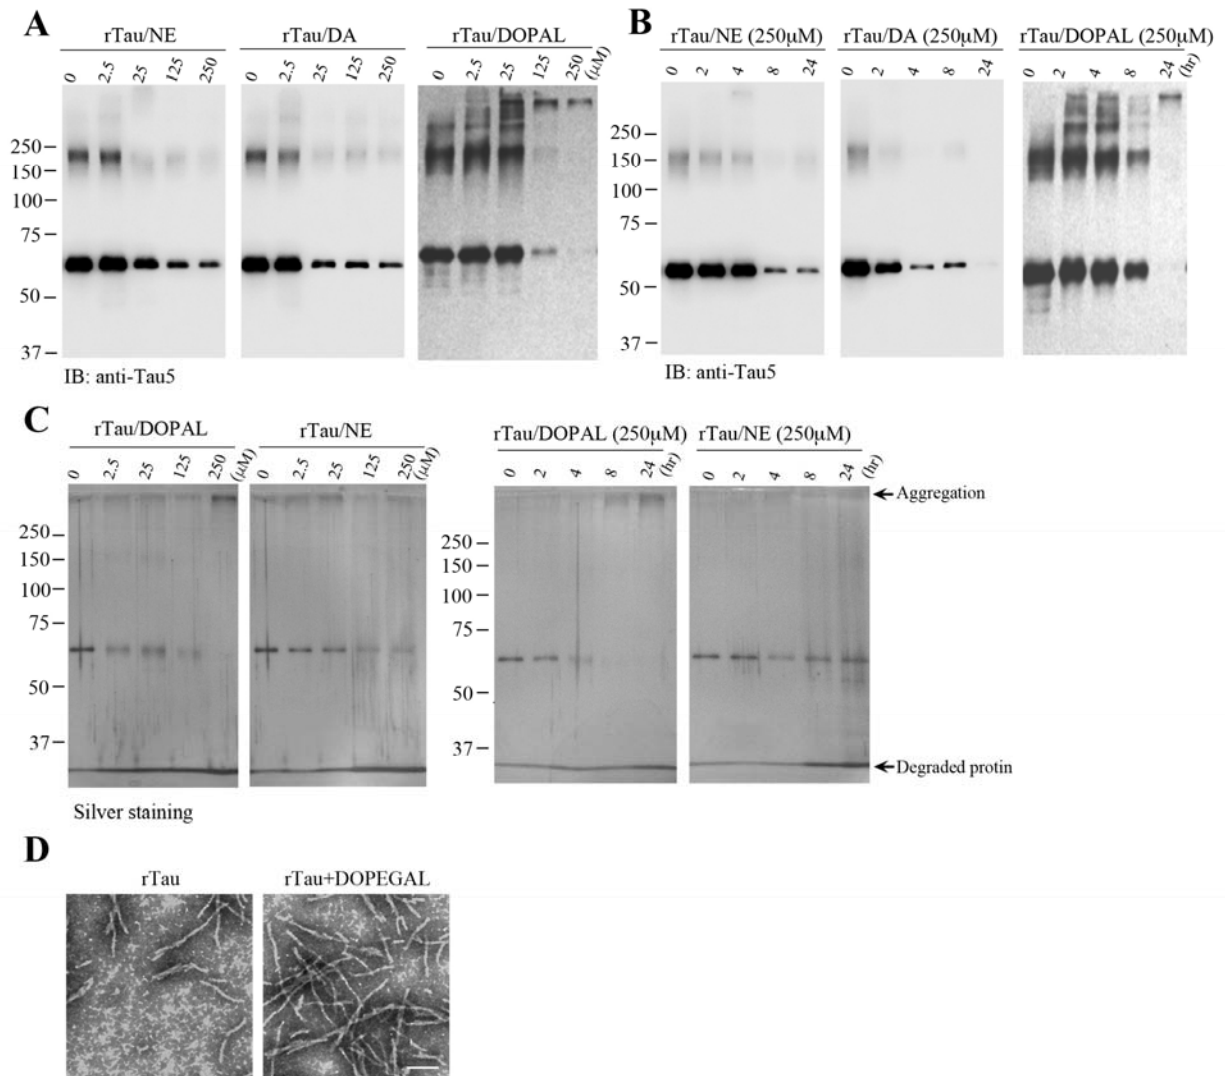 A
rTau/NE
rTau/DA
rTau/DOPAL
0 2.5 25 125 250
0 2.5 25 125 250
0 2.5 25 125 250 (μM)
250
150
100
75
50
37
IB: anti-Tau5
B
rTau/NE (250μM)
rTau/DA (250μM)
rTau/DOPAL (250μM)
0 2 4 8 24
0 2 4 8 24
0 2 4 8 24 (hr)
250
150
100
75
50
37
IB: anti-Tau5
C
rTau/DOPAL
rTau/NE
0 2.5 25 125 250 (μM)
0 2.5 25 125 250 (μM)
250
150
100
75
50
37
Silver staining
rTau/DOPAL (250μM)
rTau/NE (250μM)
0 2 4 8 24 (hr)
0 2 4 8 24 (hr)
250
150
100
75
50
37
Aggregation
Degraded protin
D
rTau
rTau+DOPEGAL